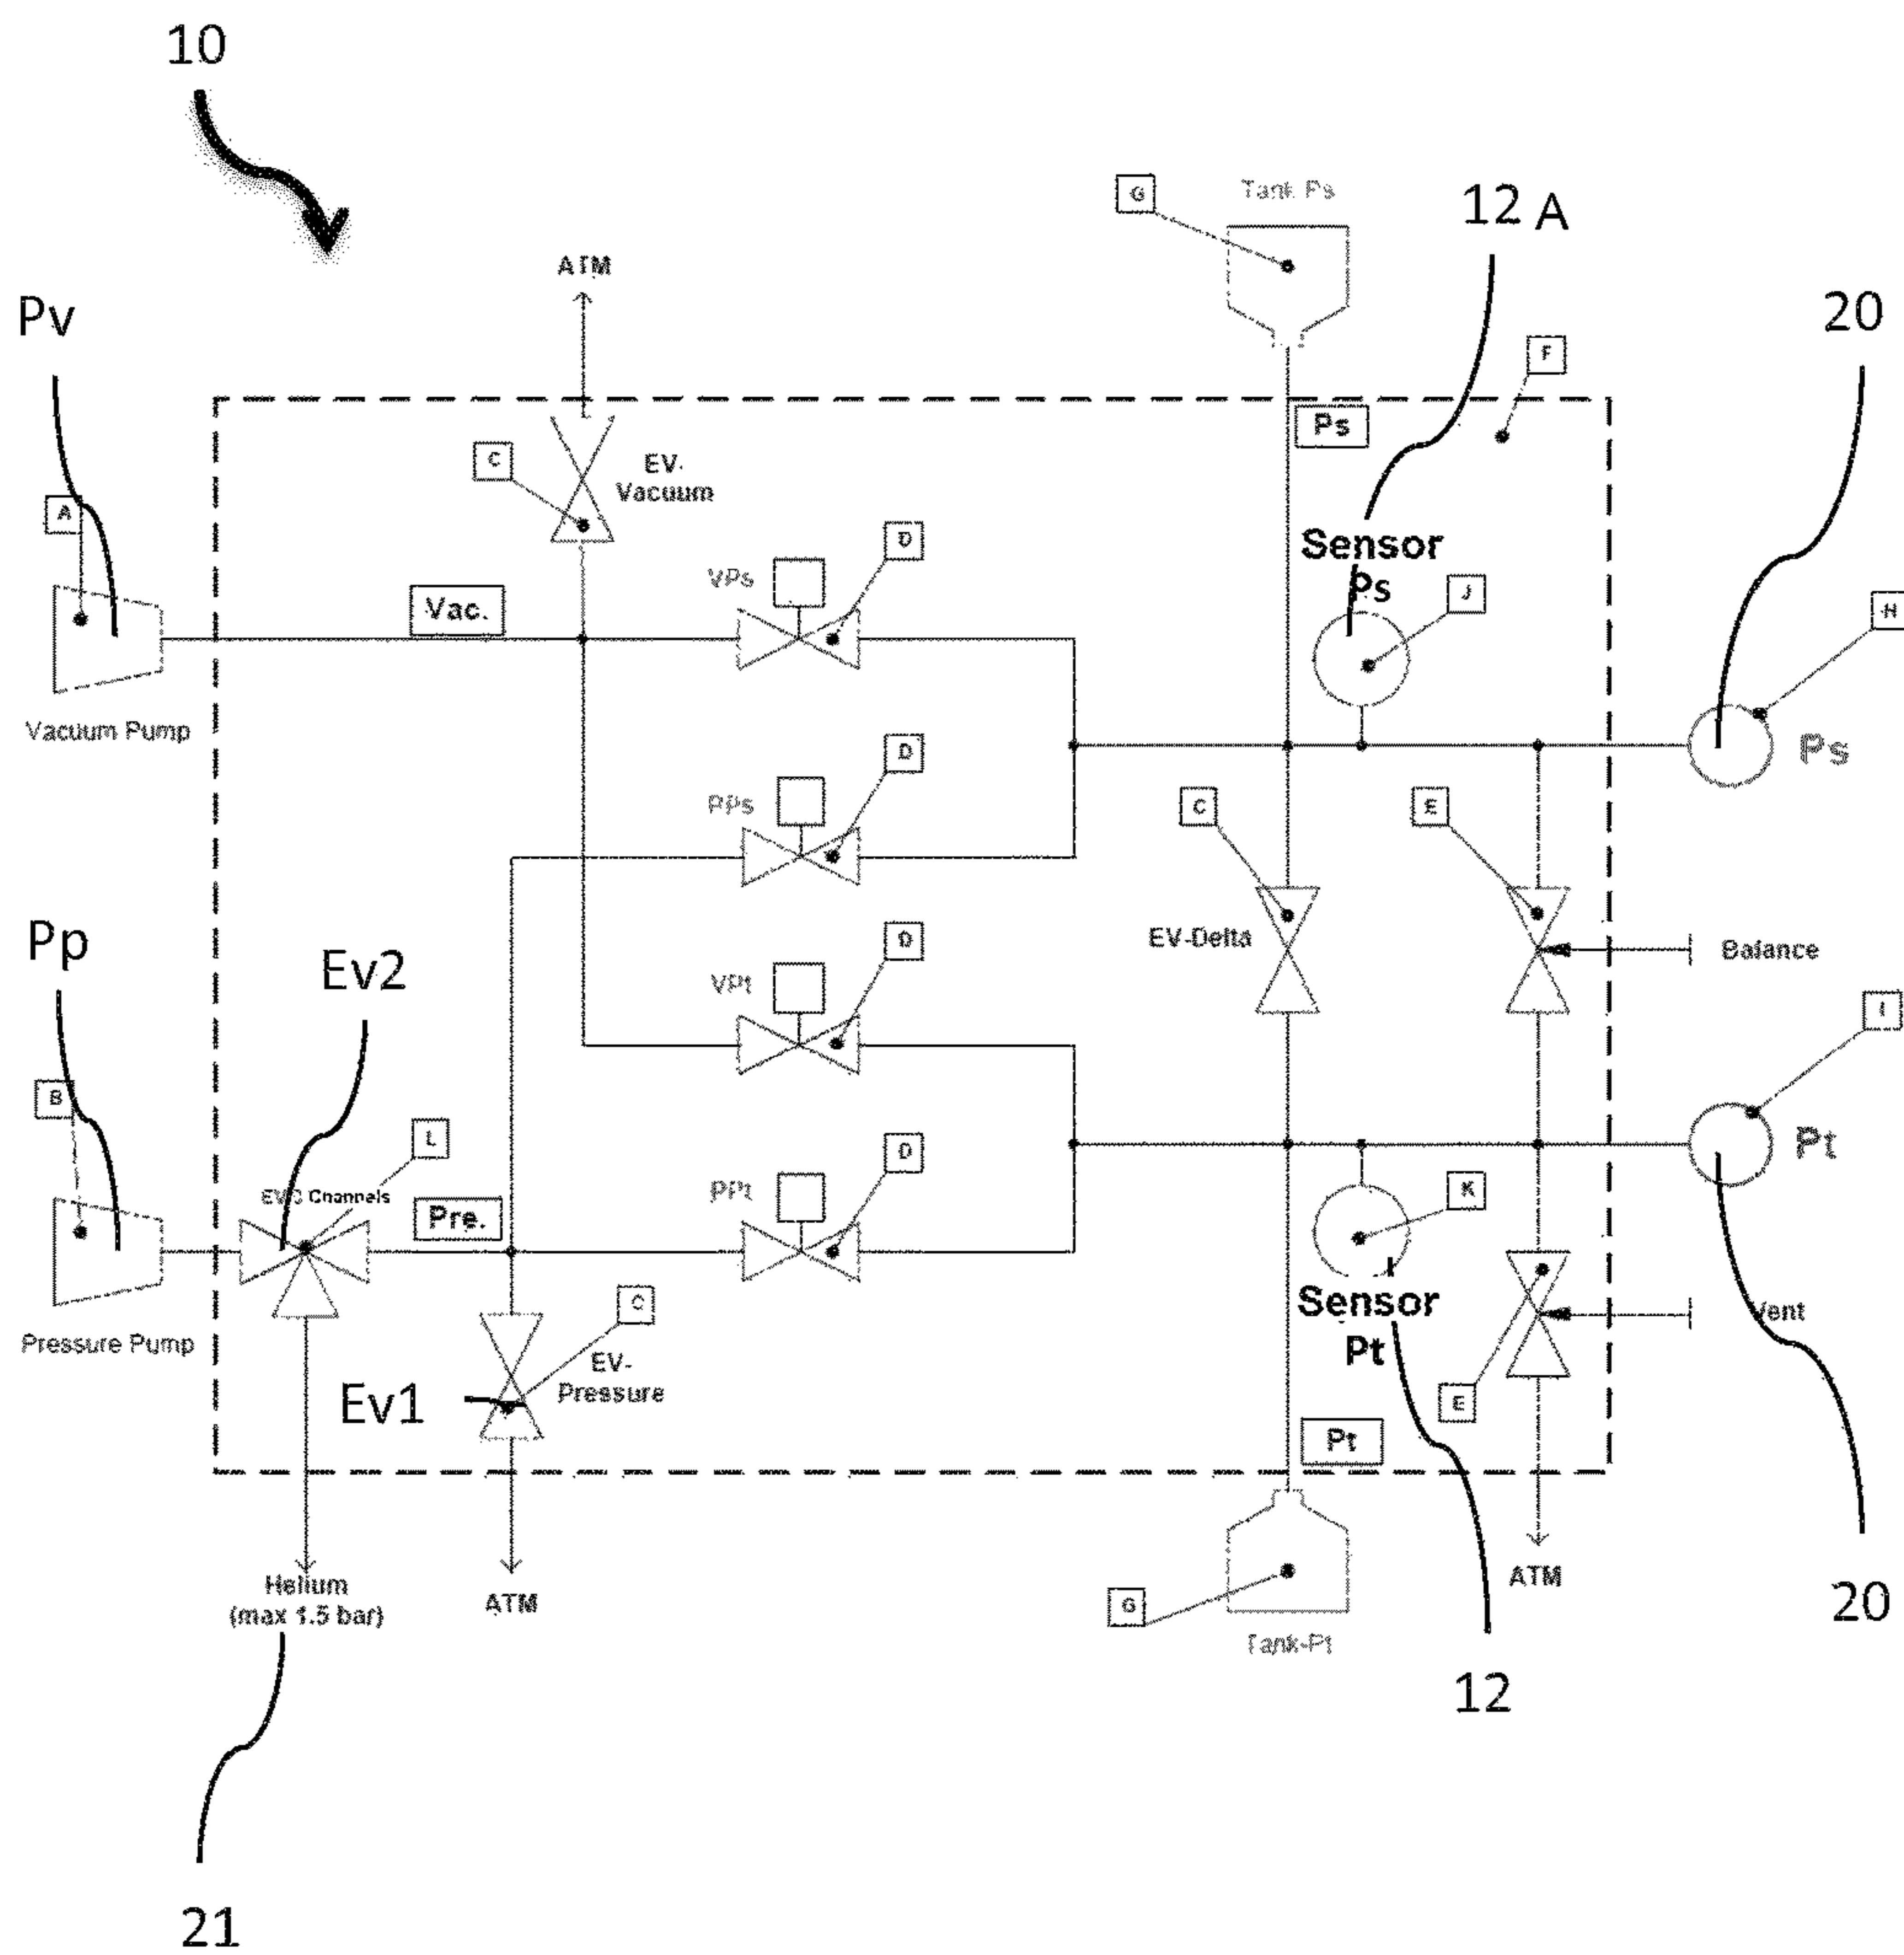 10
12 A
G
Tank Ps
ATM
Pv
20
F
Ps
C
EV-
Vacuum
A
Sensor
Ps
D
VPs
J
H
Vac.
Vacuum Pump
Ps
D
PPs
C
E
Pp
Ev2
D
VPt
EV-Delta
Balance
I
B
L
D
Pt
Channels
Pre.
PPt
K
Sensor
Pt
Vent
Pressure Pump
C
EV-
Pressure
Ev1
E
Pt
Helium
(max 1.5 bar)
ATM
G
Tank-Pt
ATM
20
12
21